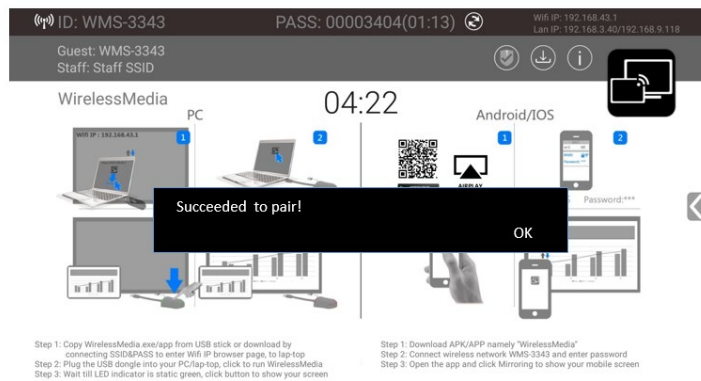 ID: WMS-3343
PASS: 00003404(01:13)
Wifi IP: 192.168.43.1
Lan IP: 192.168.3.40/192.168.9.118
Guest: WMS-3343
Staff: Staff SSID
WirelessMedia
04:22
PC
Android/IOS
Wifi IP : 192.168.43.1
1
2
1
2
AIRPLAY
Password:***
Succeeded to pair!
OK
Step 1: Copy WirelessMedia.exe/app from USB stick or download by
connecting SSID&PASS to enter Wifi IP browser page, to lap-top
Step 2: Plug the USB dongle into your PC/lap-top, click to run WirelessMedia
Step 3: Wait till LED indicator is static green, click button to show your screen
Step 1: Download APK/APP namely "WirelessMedia"
Step 2: Connect wireless network WMS-3343 and enter password
Step 3: Open the app and click Mirroring to show your mobile screen